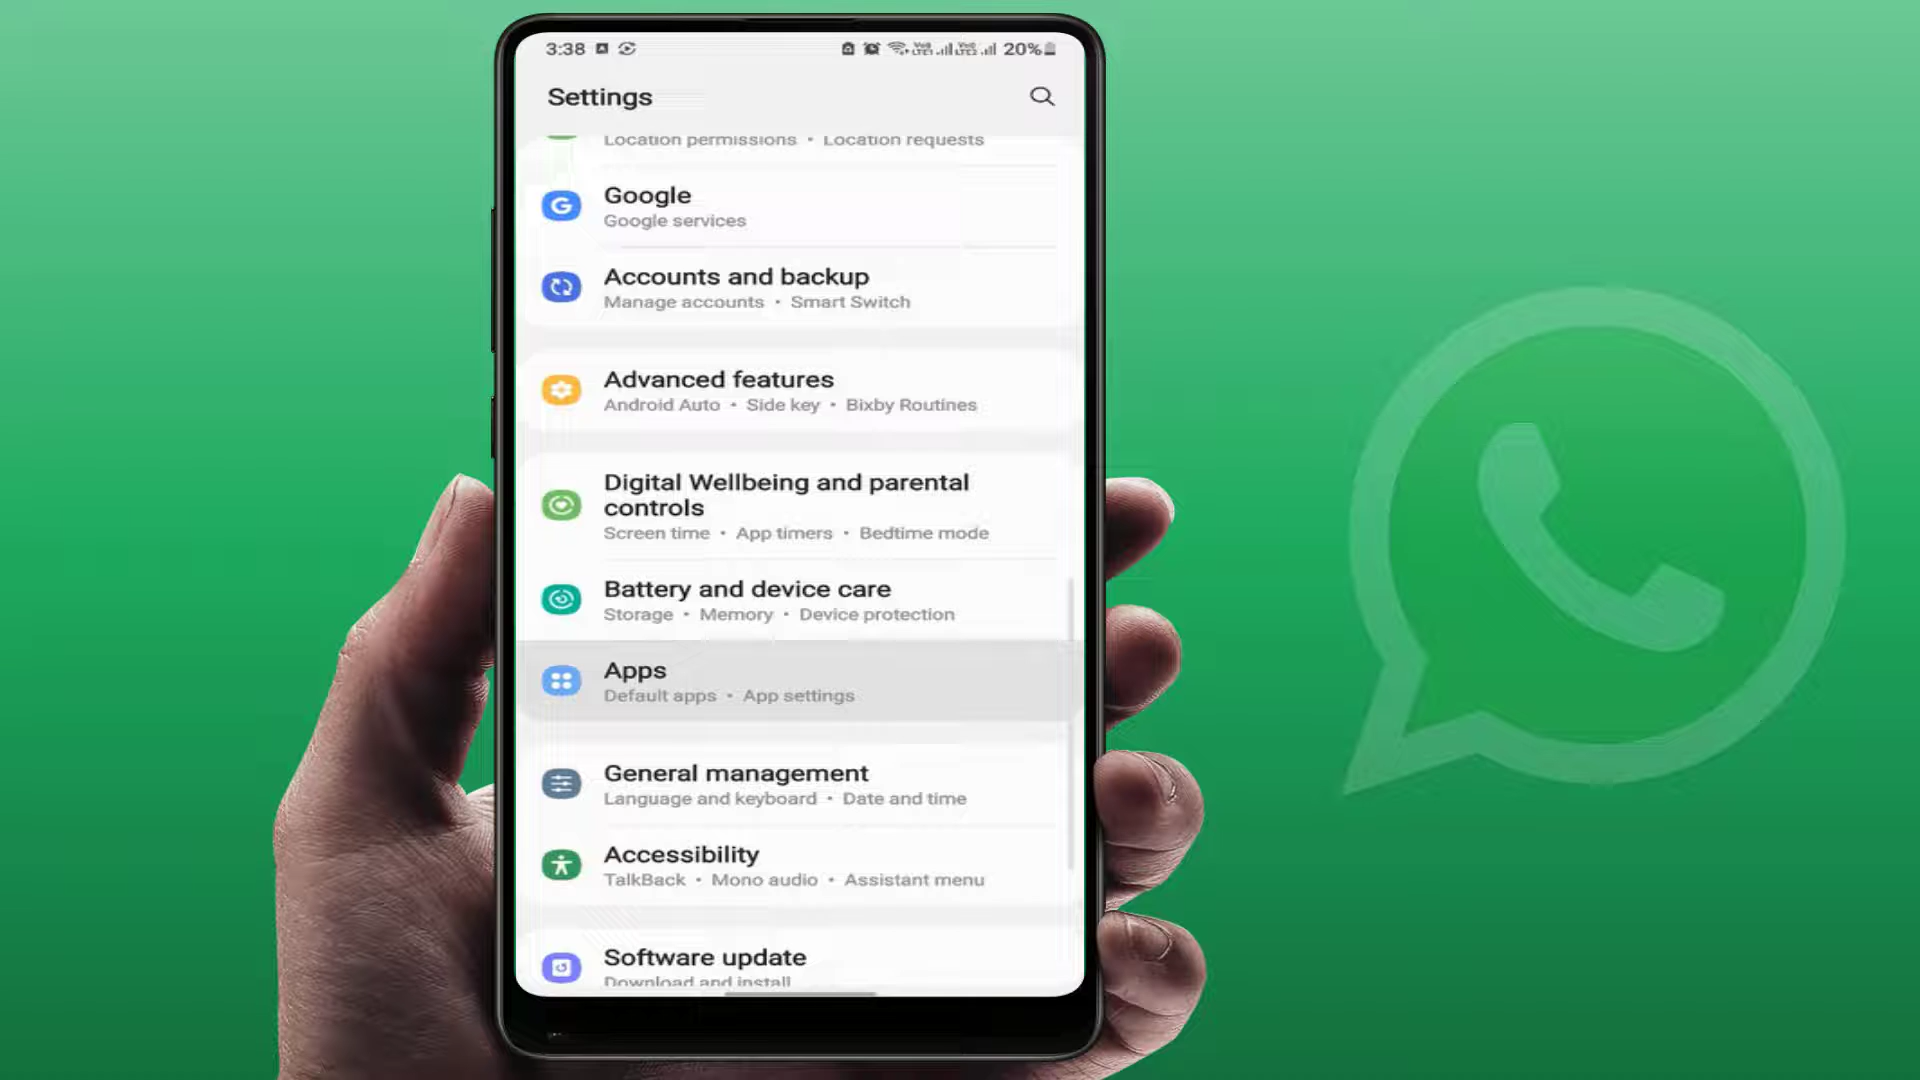 3:38
20%
Settings
Location permissions • Location requests
Google
Google services
Accounts and backup
Manage accounts • Smart Switch
Advanced features
Android Auto • Side key • Bixby Routines
Digital Wellbeing and parental
controls
Screen time • App timers • Bedtime mode
Battery and device care
Storage • Memory • Device protection
Apps
Default apps • App settings
General management
Language and keyboard • Date and time
Accessibility
TalkBack • Mono audio • Assistant menu
Software update
Download and install